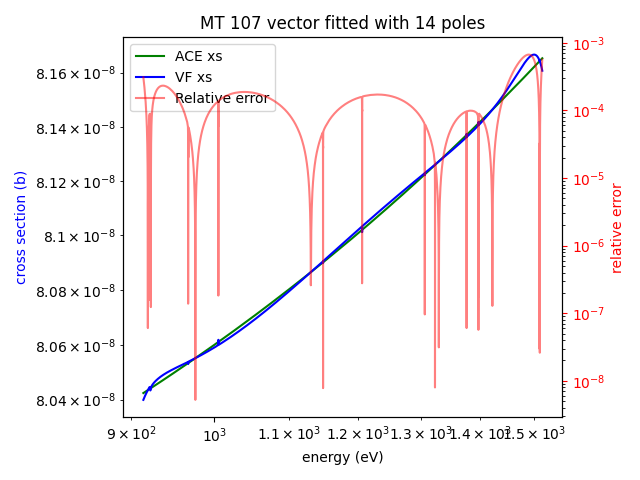 MT 107 vector fitted with 14 poles
ACE xs
VF xs
Relative error
8.16 × 10⁻⁸
8.14 × 10⁻⁸
8.12 × 10⁻⁸
8.1 × 10⁻⁸
8.08 × 10⁻⁸
8.06 × 10⁻⁸
8.04 × 10⁻⁸
cross section (b)
10⁻³
10⁻⁴
10⁻⁵
10⁻⁶
10⁻⁷
10⁻⁸
relative error
9 × 10² 10³ 1.1 × 10³ 1.2 × 10³ 1.3 × 10³ 1.4 × 10³ 1.5 × 10³
energy (eV)